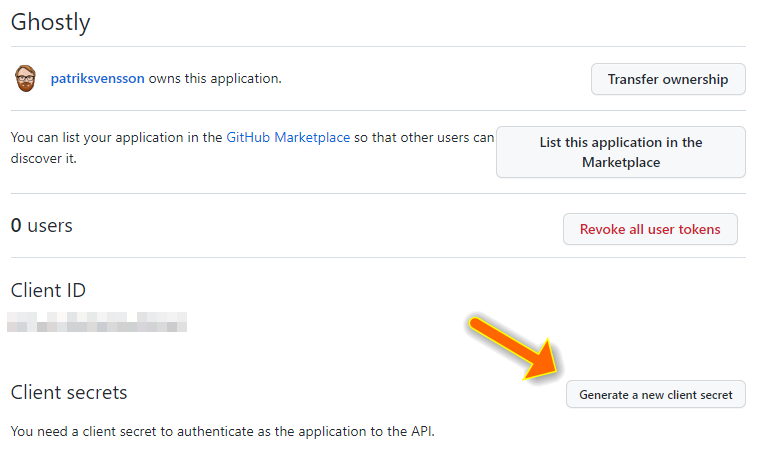 Ghostly
patriksvensson owns this application.
Transfer ownership
You can list your application in the GitHub Marketplace so that other users can
discover it.
List this application in the
Marketplace
0 users
Revoke all user tokens
Client ID
Client secrets
Generate a new client secret
You need a client secret to authenticate as the application to the API.